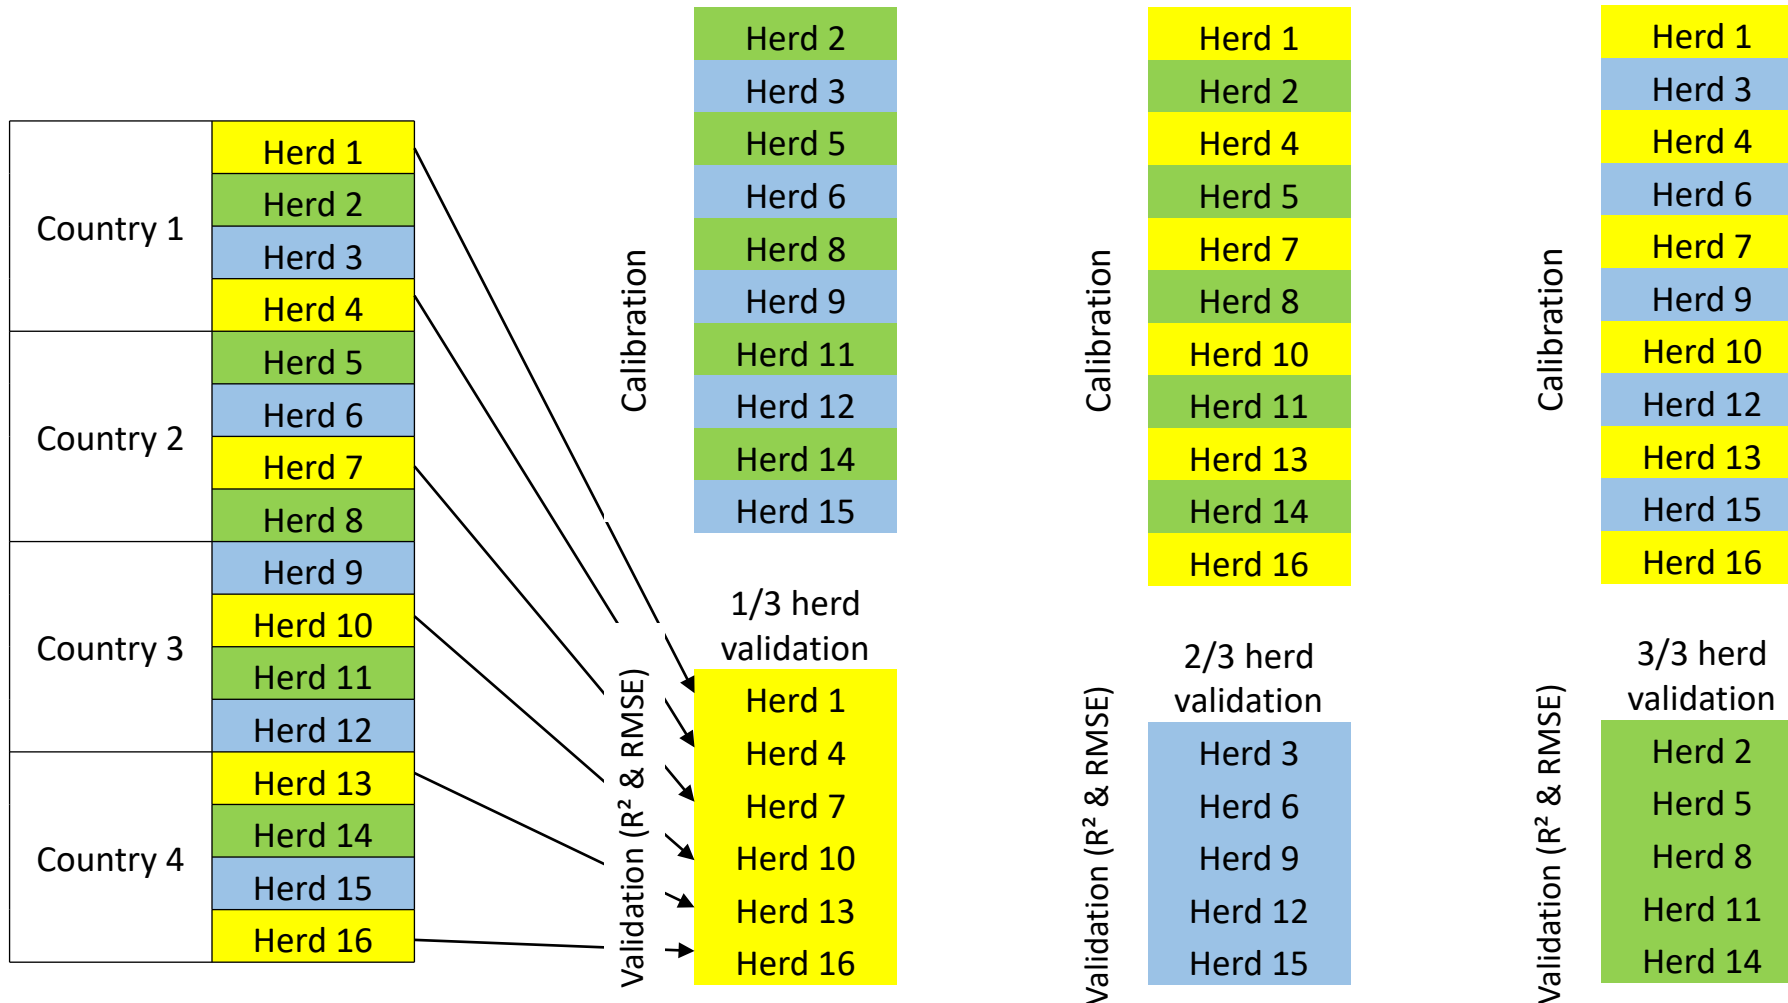 Country 1
Herd 1
Herd 2
Herd 3
Herd 4
Country 2
Herd 5
Herd 6
Herd 7
Herd 8
Country 3
Herd 9
Herd 10
Herd 11
Herd 12
Country 4
Herd 13
Herd 14
Herd 15
Herd 16
Calibration
Herd 2
Herd 3
Herd 5
Herd 6
Herd 8
Herd 9
Herd 11
Herd 12
Herd 14
Herd 15
Validation (R² & RMSE)
1/3 herd
validation
Herd 1
Herd 4
Herd 7
Herd 10
Herd 13
Herd 16
Calibration
Herd 1
Herd 2
Herd 4
Herd 5
Herd 7
Herd 8
Herd 10
Herd 11
Herd 13
Herd 14
Herd 16
Validation (R² & RMSE)
2/3 herd
validation
Herd 3
Herd 6
Herd 9
Herd 12
Herd 15
Calibration
Herd 1
Herd 3
Herd 4
Herd 6
Herd 7
Herd 9
Herd 10
Herd 12
Herd 13
Herd 15
Herd 16
Validation (R² & RMSE)
3/3 herd
validation
Herd 2
Herd 5
Herd 8
Herd 11
Herd 14